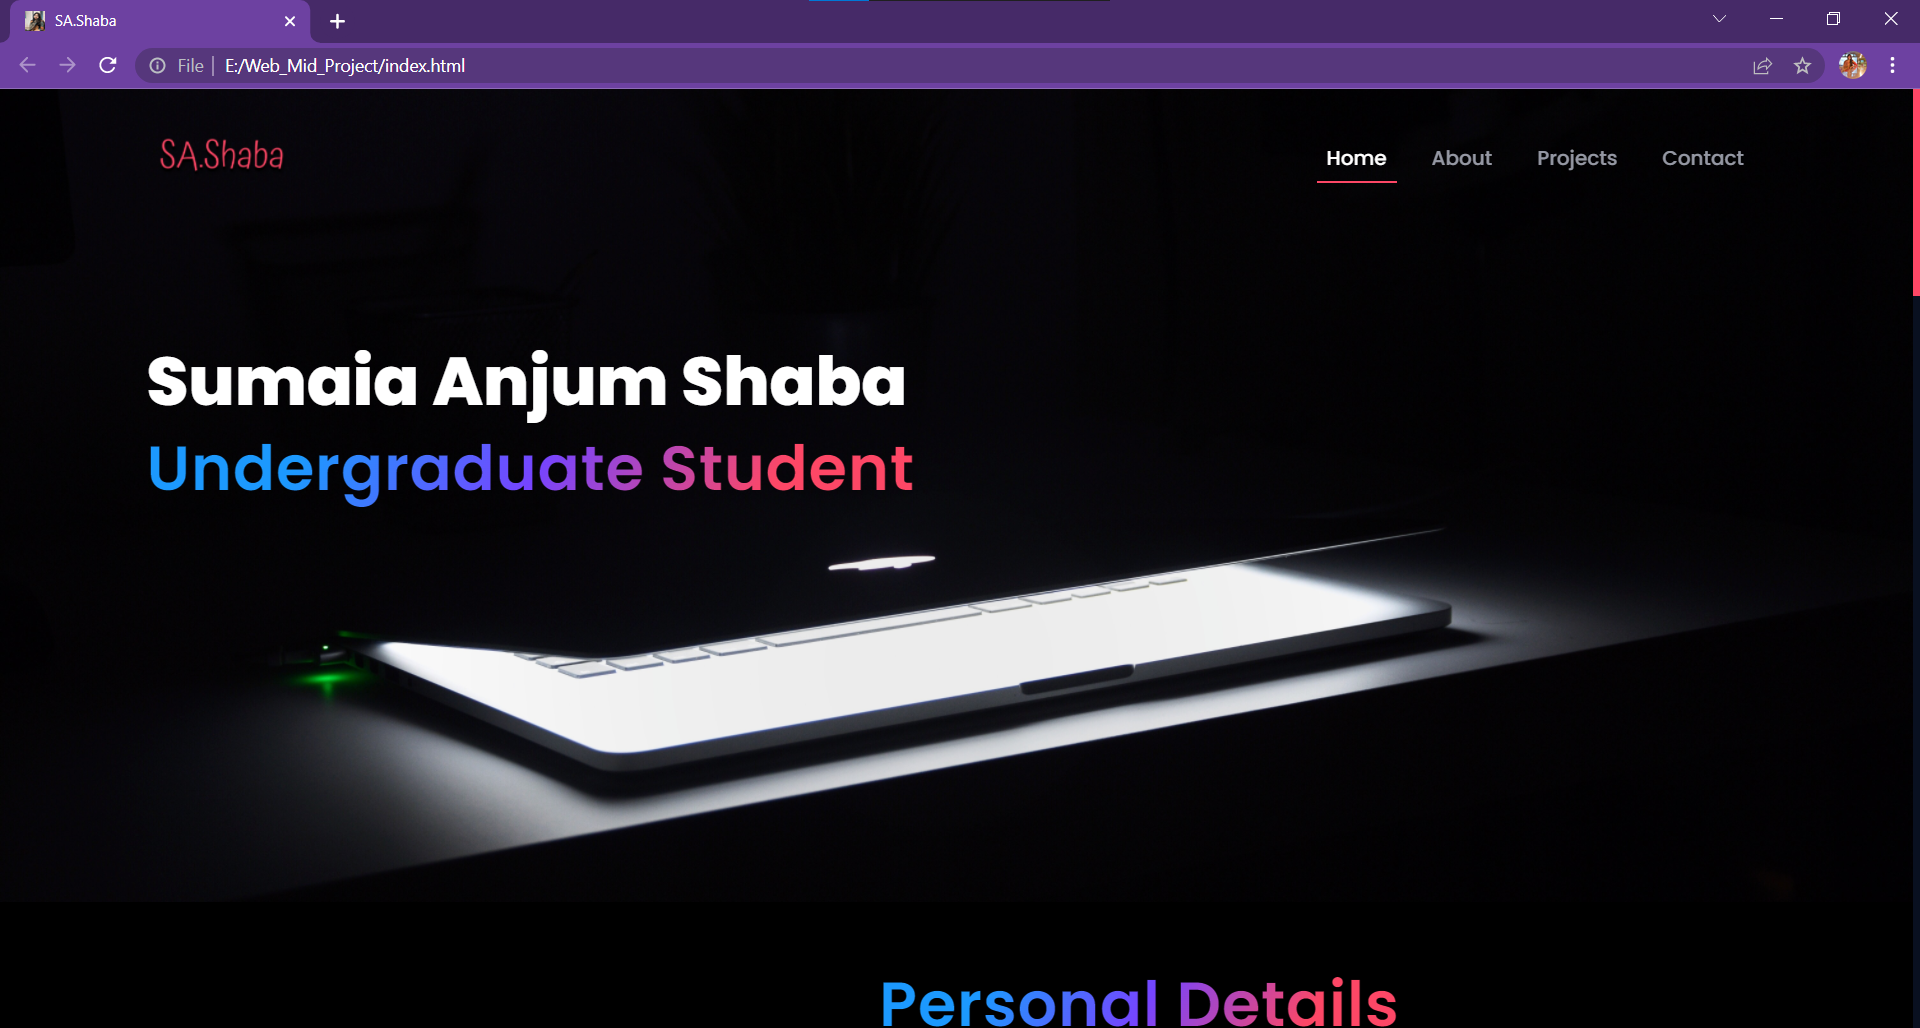 SA.Shaba
File
E:/Web_Mid_Project/index.html
SA.Shaba
Home About Projects Contact
Sumaia Anjum Shaba
Undergraduate Student
Personal Details